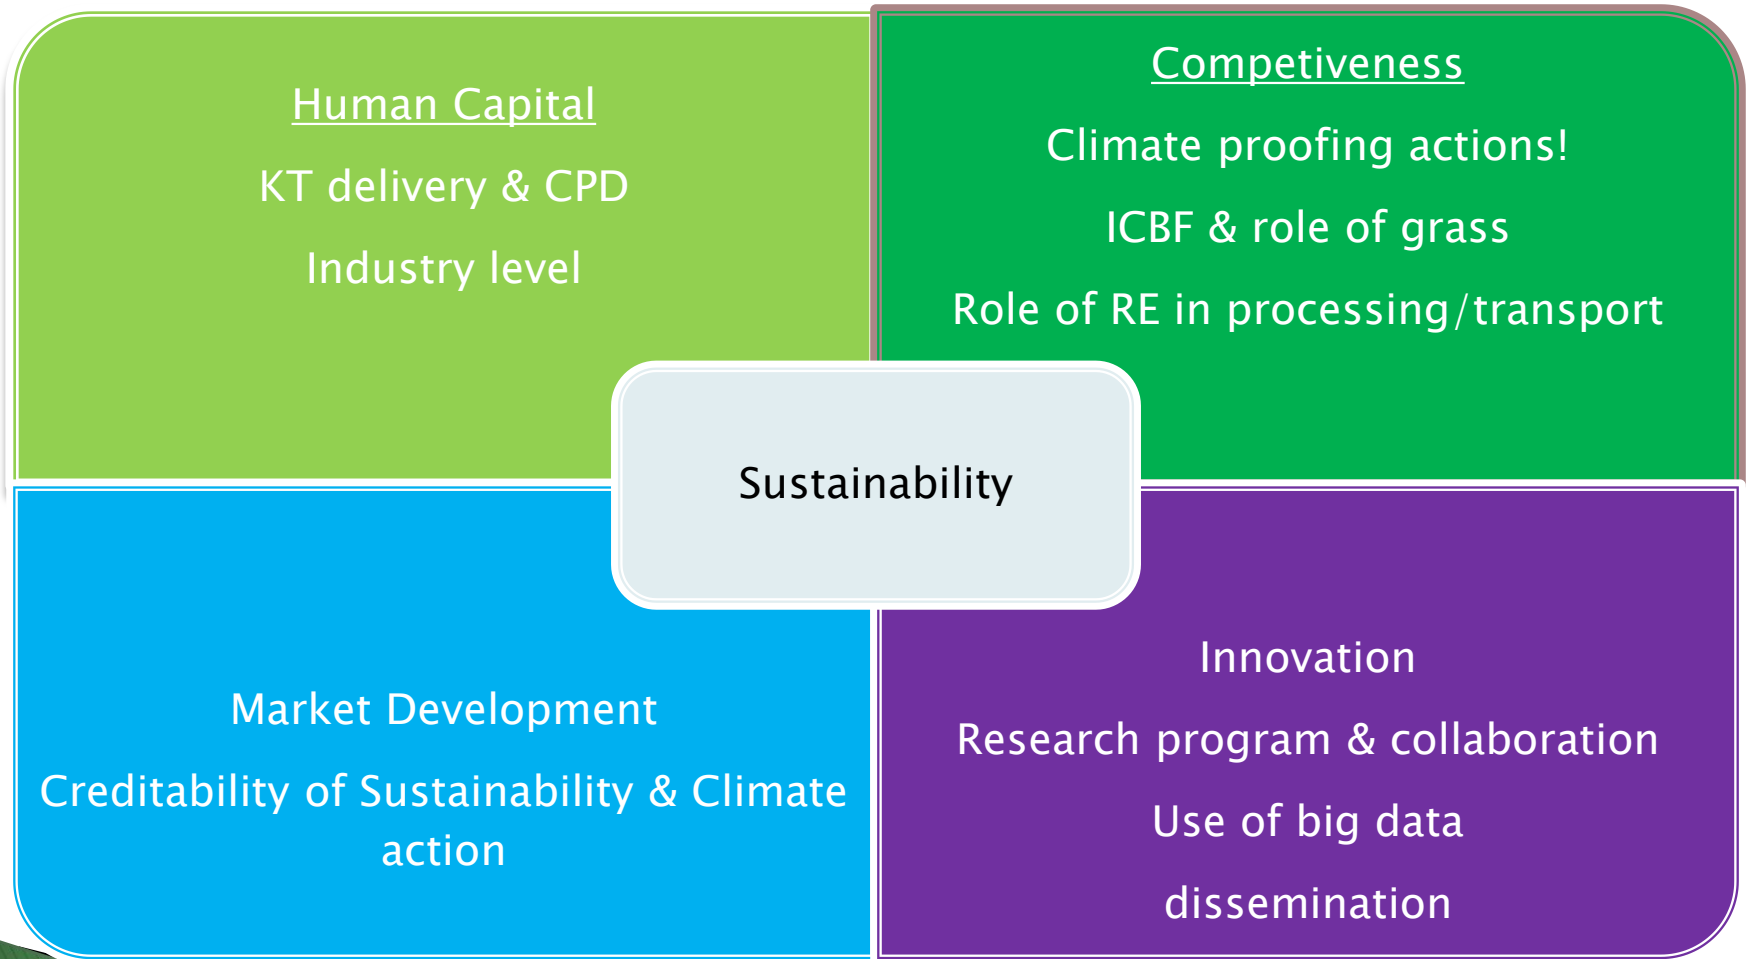 Human Capital
KT delivery & CPD
Industry level
Competiveness
Climate proofing actions!
ICBF & role of grass
Role of RE in processing/transport
Sustainability
Market Development
Creditability of Sustainability & Climate
action
Innovation
Research program & collaboration
Use of big data
dissemination